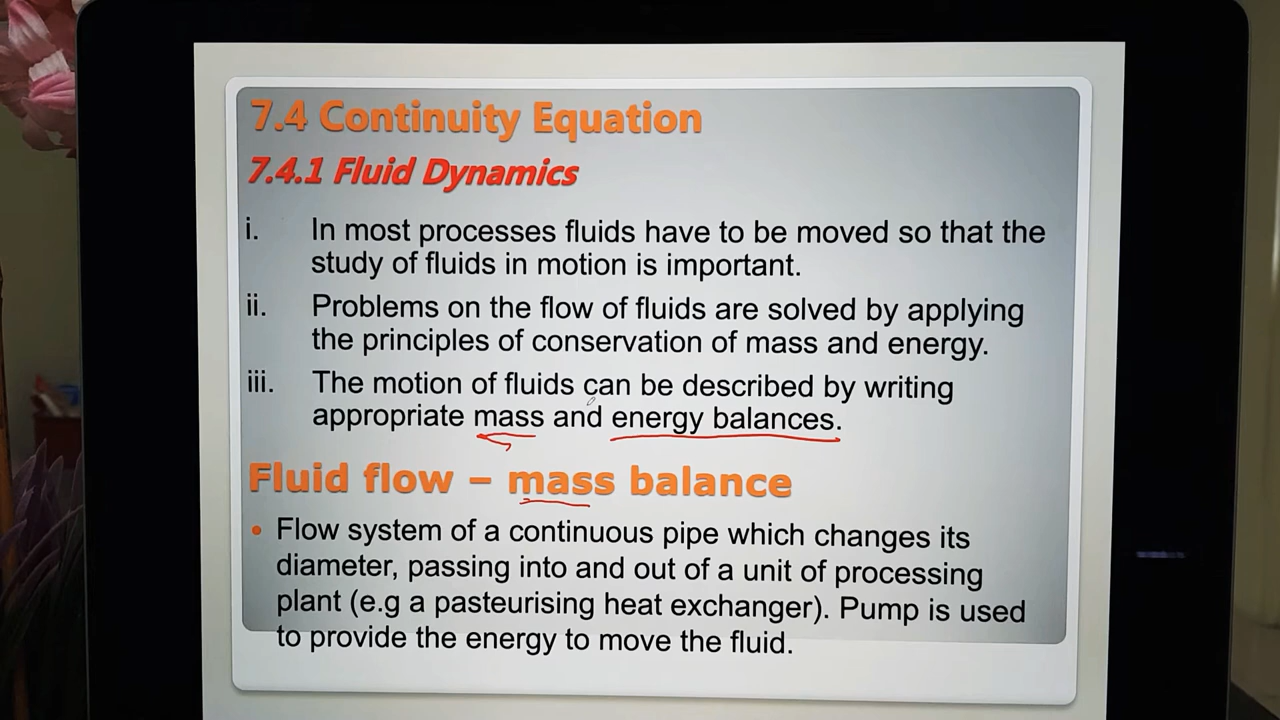 7.4 Continuity Equation
7.4.1 Fluid Dynamics
i. In most processes fluids have to be moved so that the
study of fluids in motion is important.
ii. Problems on the flow of fluids are solved by applying
the principles of conservation of mass and energy.
iii. The motion of fluids can be described by writing
appropriate mass and energy balances.
Fluid flow – mass balance
• Flow system of a continuous pipe which changes its
diameter, passing into and out of a unit of processing
plant (e.g a pasteurising heat exchanger). Pump is used
to provide the energy to move the fluid.